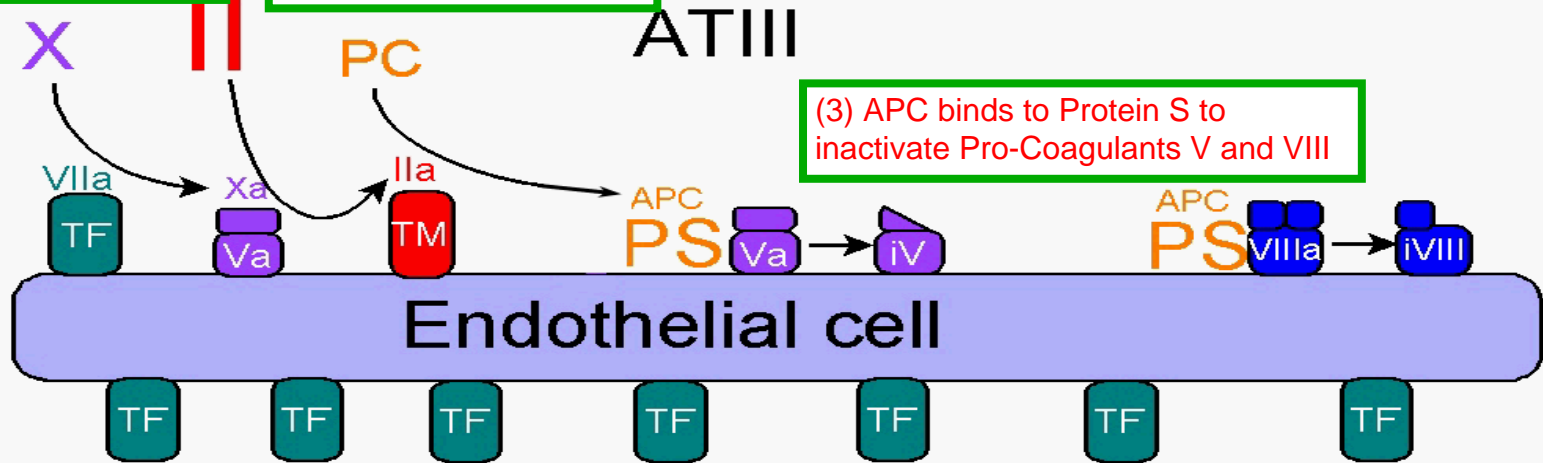 X
II
PC
ATIII
(3) APC binds to Protein S to
inactivate Pro-Coagulants V and VIII
VIIa
TF
Xa
Va
IIa
TM
APC
PS
Va
iV
APC
PS
VIIIa
iVIII
Endothelial cell
TF
TF
TF
TF
TF
TF
TF